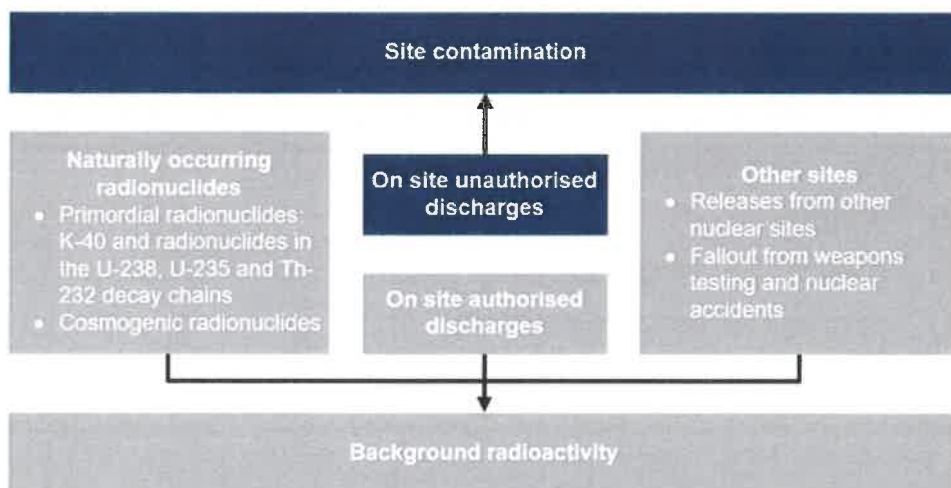 Site contamination
Naturally occurring
radionuclides
• Primordial radionuclides:
K-40 and radionuclides in
the U-238, U-235 and Th-
232 decay chains
• Cosmogenic radionuclides
On site unauthorised
discharges
On site authorised
discharges
Other sites
• Releases from other
nuclear sites
• Fallout from weapons
testing and nuclear
accidents
Background radioactivity